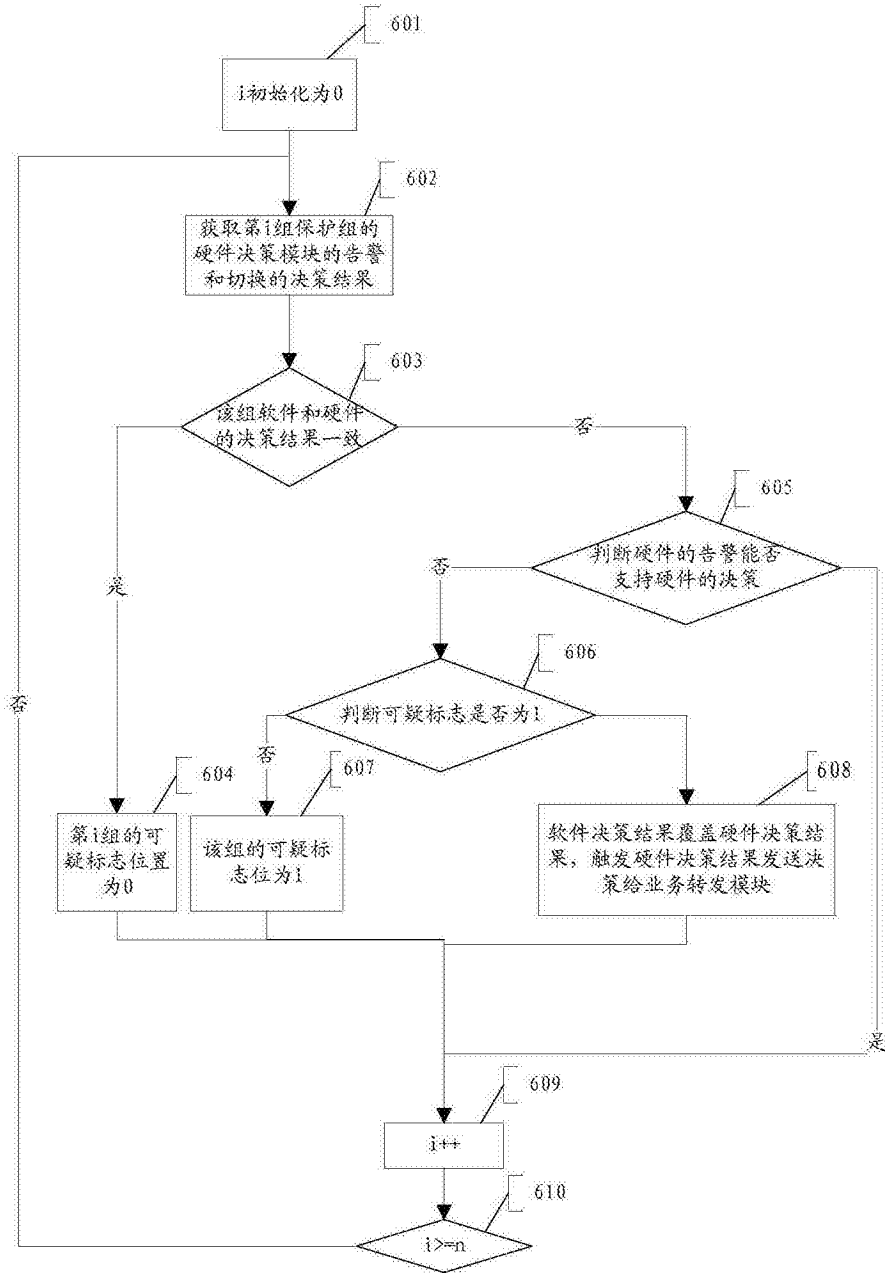 601
i初始化为0
602
获取第i组保护组的
硬件决策模块的告警
和切换的决策结果
603
该组软件和硬件
的决策结果一致
否
605
判断硬件的告警能否
支持硬件的决策
否
是
606
判断可疑标志是否为1
否
否
604
607
608
第i组的可
疑标志位置
为0
该组的可疑标
志位为1
软件决策结果覆盖硬件决策结
果，触发硬件决策结果发送决
策给业务转发模块
是
609
i++
610
i>=n